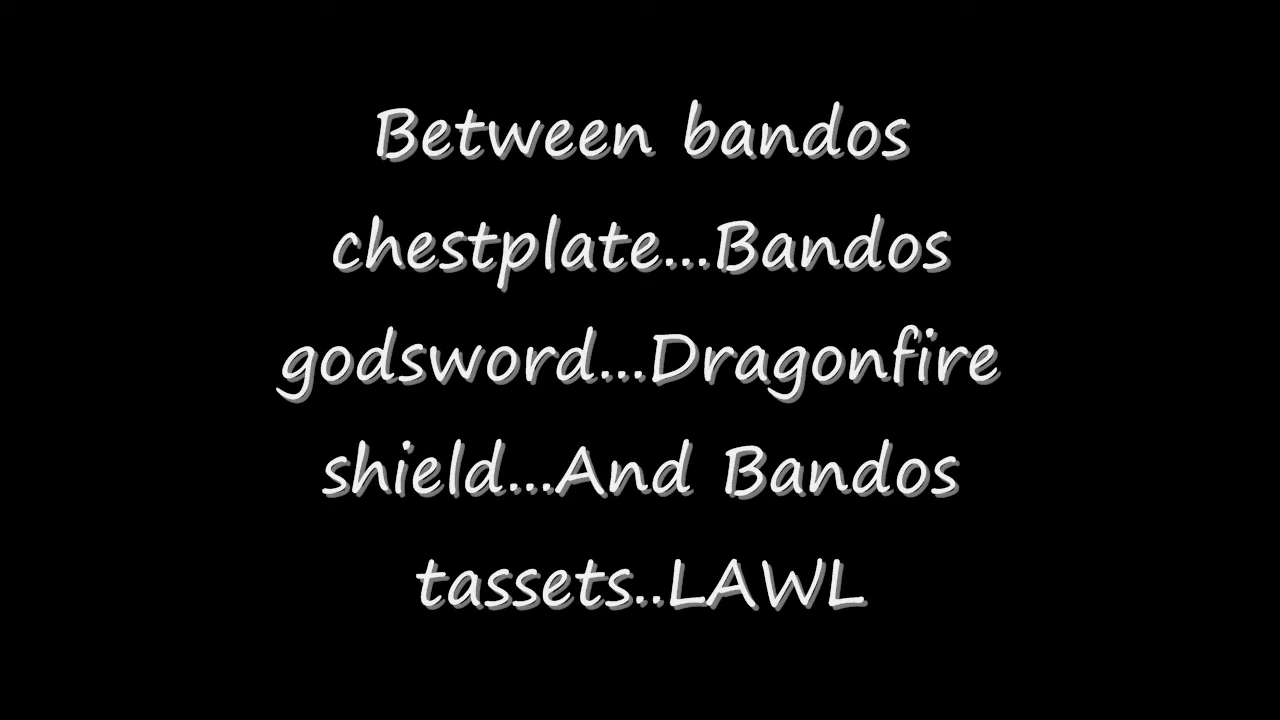 Between bandos
chestplate...Bandos
godsword...Dragonfire
shield...And Bandos
tassets..LAWL